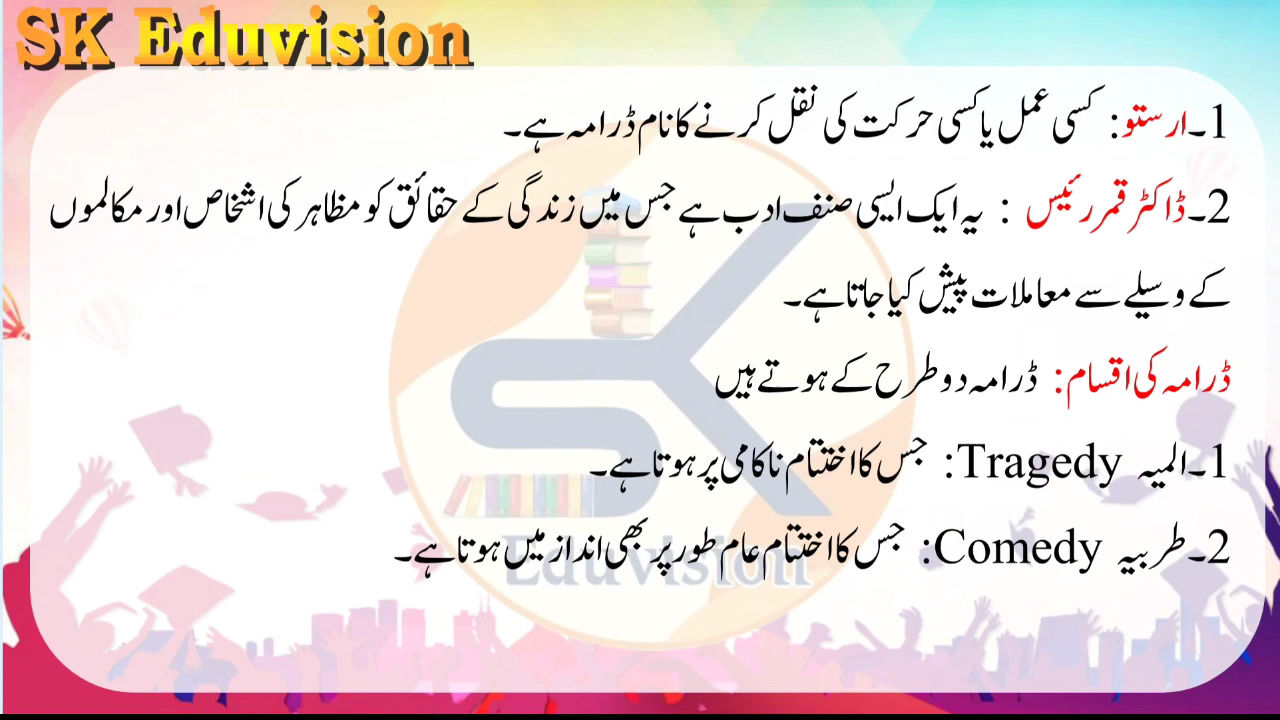 SK Eduvision
1۔ارستو: کسی عمل یا کسی حرکت کی نقل کرنے کا نام ڈرامہ ہے۔
2۔ڈاکٹر قمر رئیس : یہ ایک ایسی صنف ادب ہے جس میں زندگی کے حقائق کو مظاہر کی اشخاص اور مکالموں
کے وسیلے سے معاملات پیش کیا جاتا ہے۔
ڈرامہ کی اقسام: ڈرامہ دو طرح کے ہوتے ہیں
1۔المیہ Tragedy: جس کا اختتام ناکامی پر ہوتا ہے۔
2۔طربیہ Comedy: جس کا اختتام عام طور پر بھی انداز میں ہوتا ہے۔
SK
Eduvision